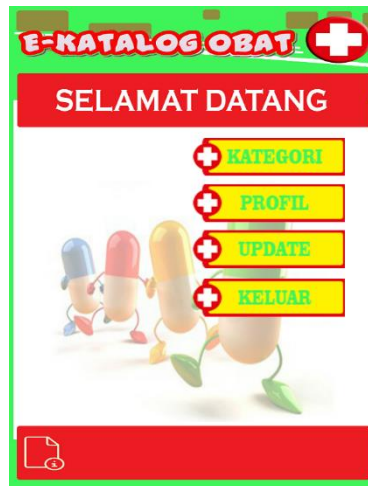 E-KATALOG OBAT
SELAMAT DATANG
KATEGORI
PROFIL
UPDATE
KELUAR